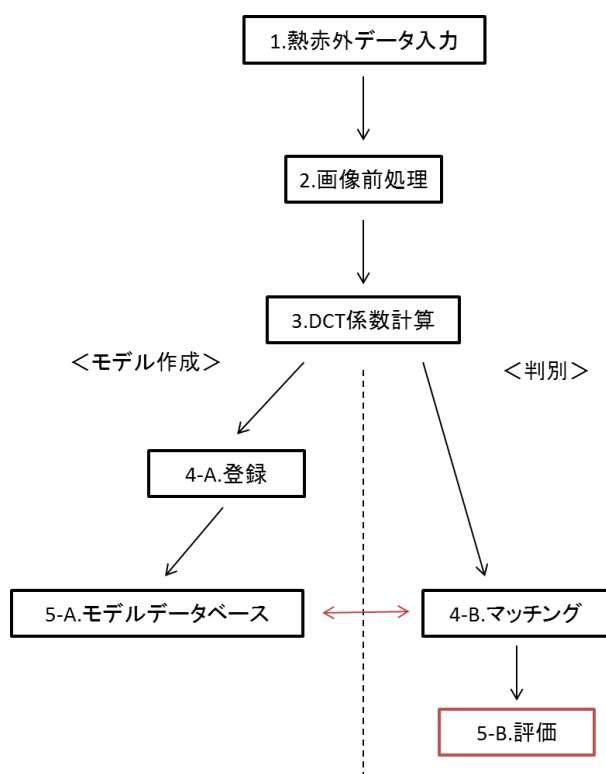 1.熱赤外データ入力
2.画像前処理
3.DCT係数計算
＜モデル作成＞
＜判別＞
4-A.登録
5-A.モデルデータベース
4-B.マッチング
5-B.評価